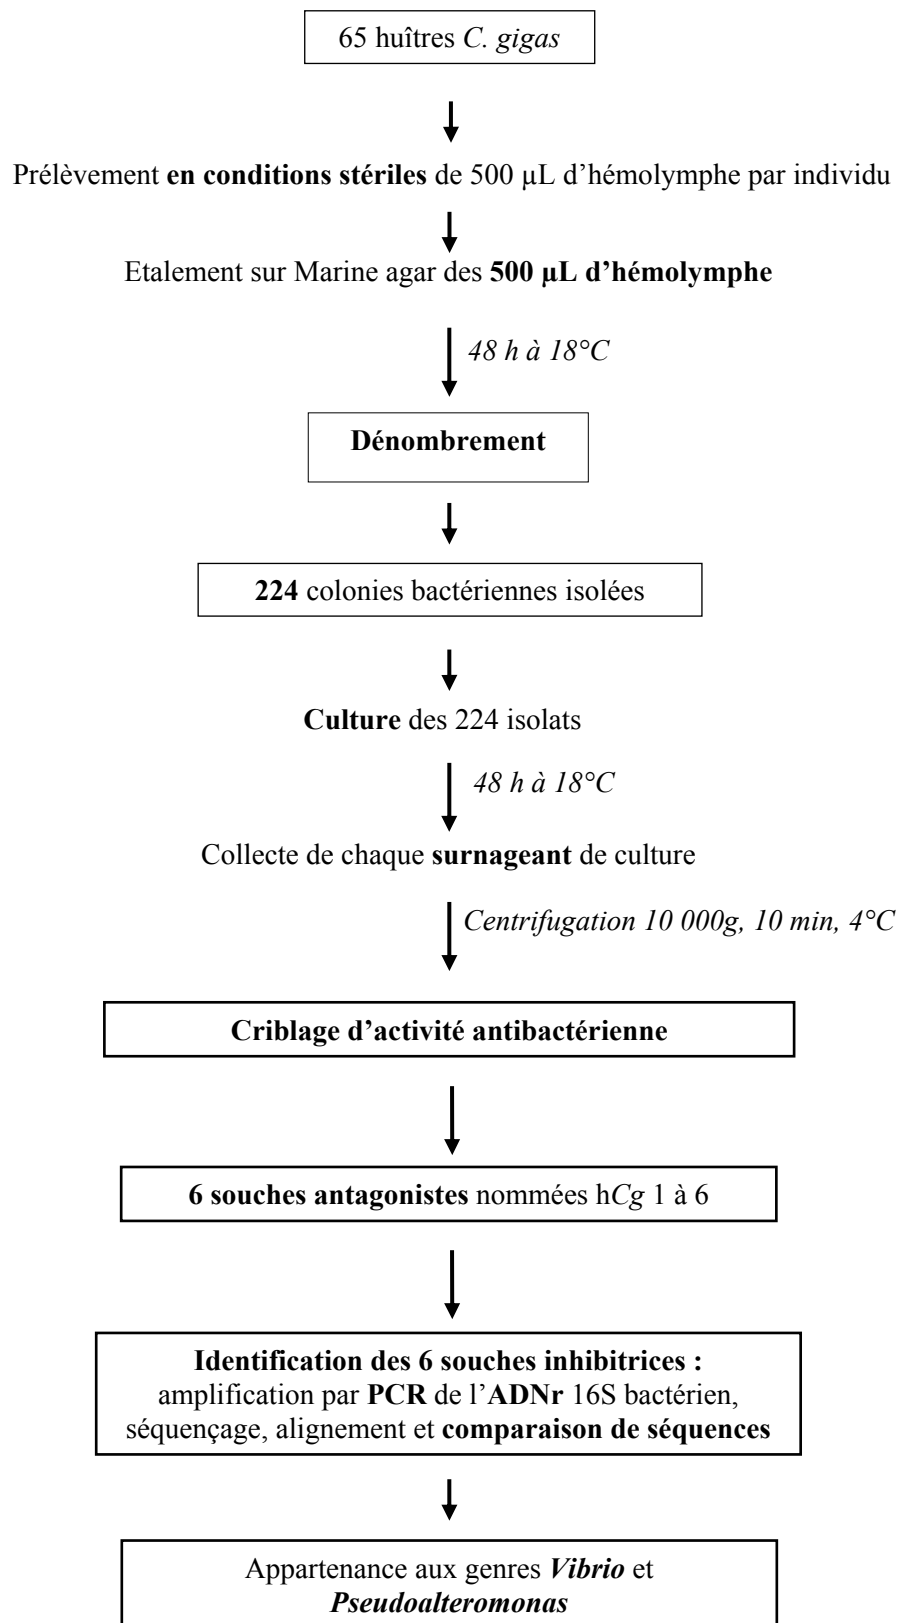 65 huîtres C. gigas
Prélèvement en conditions stériles de 500 µL d’hémolymphe par individu
Etalement sur Marine agar des 500 µL d’hémolymphe
48 h à 18°C
Dénombrement
224 colonies bactériennes isolées
Culture des 224 isolats
48 h à 18°C
Collecte de chaque surnageant de culture
Centrifugation 10 000g, 10 min, 4°C
Criblage d’activité antibactérienne
6 souches antagonistes nommées hCg 1 à 6
Identification des 6 souches inhibitrices :
amplification par PCR de l’ADNr 16S bactérien,
séquençage, alignement et comparaison de séquences
Appartenance aux genres Vibrio et
Pseudoalteromonas